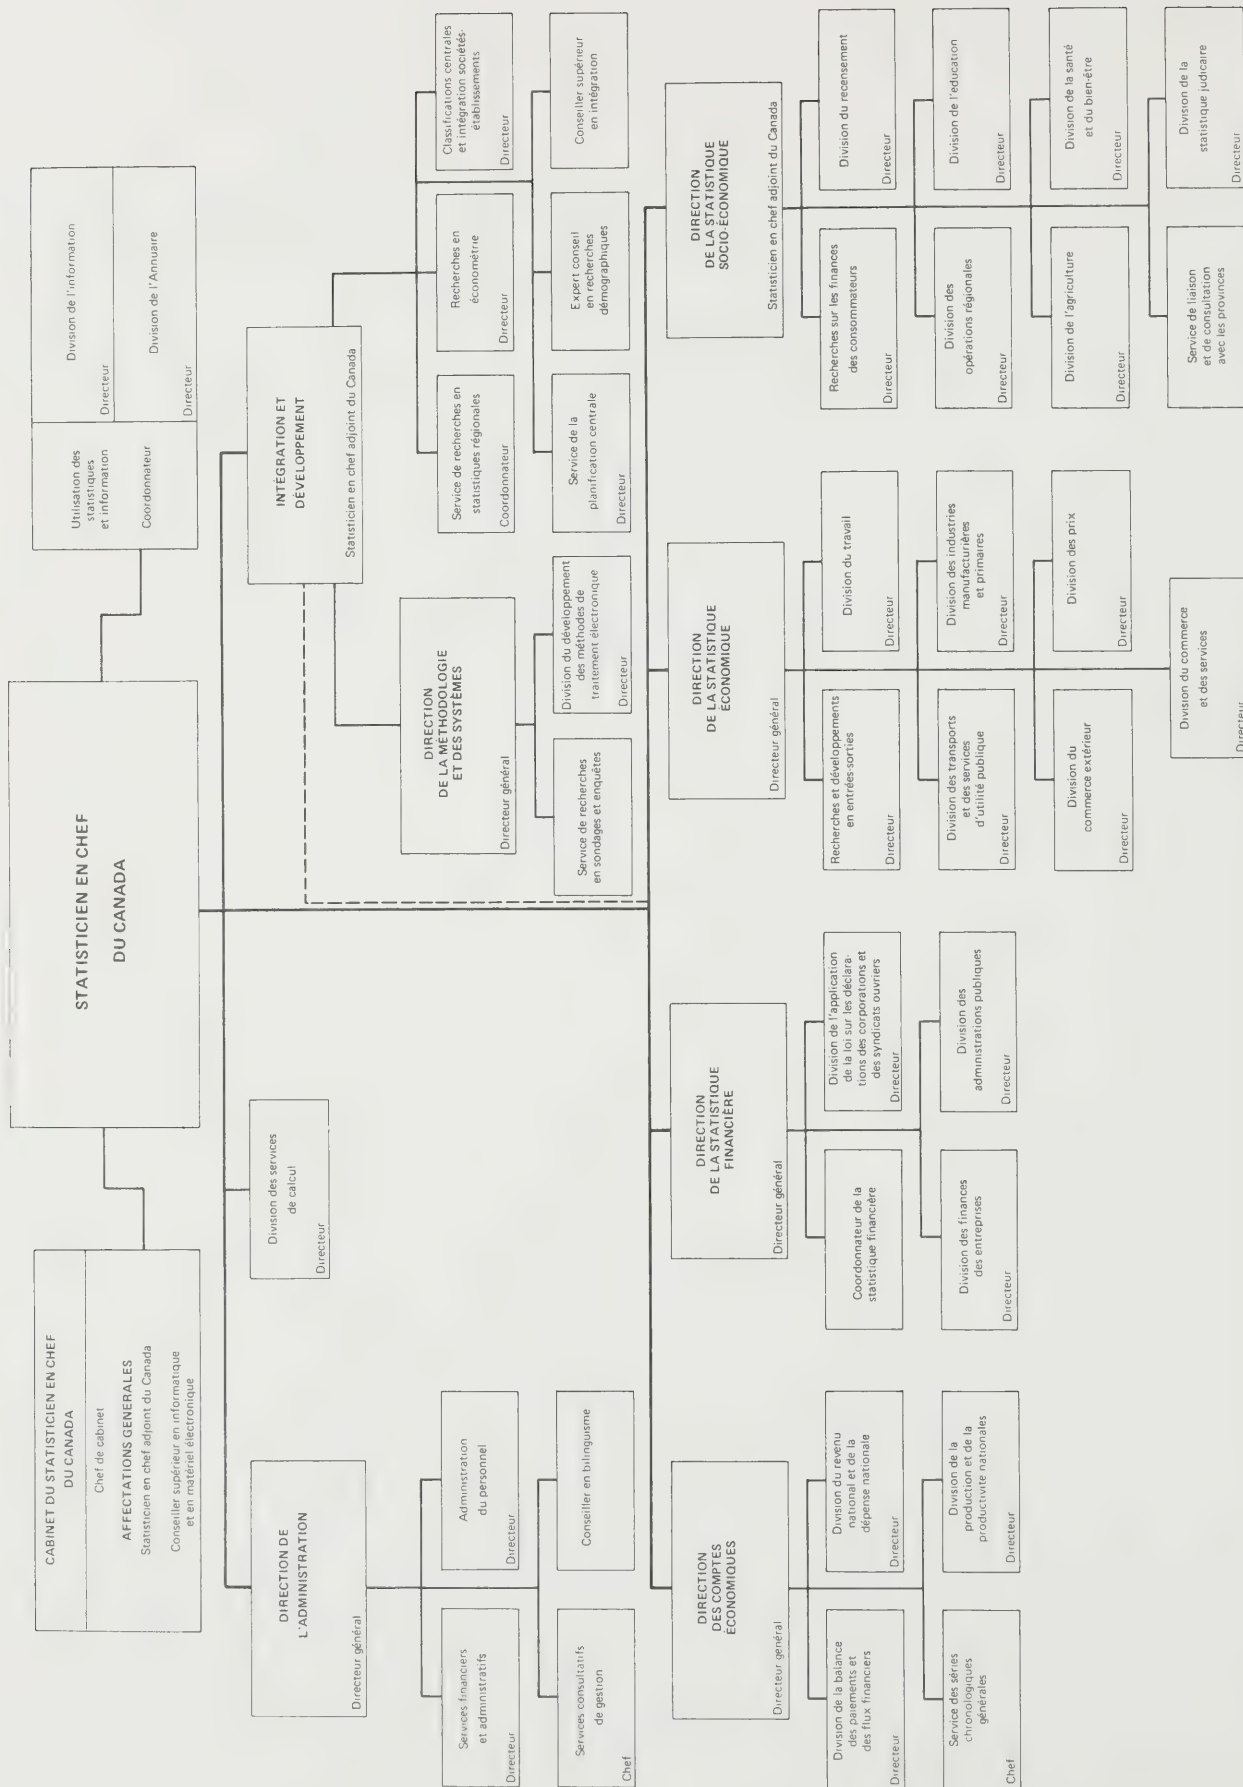 STATISTICIEN EN CHEF
DU CANADA
CABINET DU STATISTICIEN EN CHEF
DU CANADA
Chef de cabinet
AFFECTATIONS GENERALES
Statisticien en chef adjoint du Canada
Conseiller supérieur en informatique
et en matériel électronique
Utilisation des
statistiques
et information
Coordonnateur
Division de l'information
Directeur
Division de l'Annuaire
Directeur
DIRECTION DE
L'ADMINISTRATION
Directeur général
Services financiers
et administratifs
Directeur
Administration
du personnel
Directeur
Services consultatifs
de gestion
Chef
Conseiller en bilinguisme
Division des services
de calcul
Directeur
INTÉGRATION ET
DÉVELOPPEMENT
Statisticien en chef adjoint du Canada
DIRECTION
DE LA MÉTHODOLOGIE
ET DES SYSTÈMES
Directeur général
Service de recherches
en sondages et enquêtes
Division du développement
des méthodes de
traitement électronique
Directeur
Service de recherches en
statistiques régionales
Coordonnateur
Recherches en
économétrie
Directeur
Classifications centrales
et intégration sociétés-
établissements
Directeur
Service de la
planification centrale
Directeur
Expert conseil
en recherches
démographiques
Conseiller supérieur
en intégration
DIRECTION
DES COMPTES
ÉCONOMIQUES
Directeur général
Division de la balance
des paiements et
des flux financiers
Directeur
Division du revenu
national et de la
dépense nationale
Directeur
Service des séries
chronologiques
générales
Chef
Division de la
production et de la
productivité nationales
Directeur
DIRECTION
DE LA STATISTIQUE
FINANCIÈRE
Directeur général
Coordonnateur de la
statistique financière
Division de l'application
de la loi sur les déclara-
tions des corporations et
des syndicats ouvriers
Directeur
Division des finances
des entreprises
Directeur
Division des
administrations publiques
Directeur
DIRECTION
DE LA STATISTIQUE
ÉCONOMIQUE
Directeur général
Recherches et développements
en entrées-sorties
Directeur
Division du travail
Directeur
Division des transports
et des services
d'utilité publique
Directeur
Division des industries
manufacturières
et primaires
Directeur
Division du
commerce extérieur
Directeur
Division des prix
Directeur
Division du commerce
et des services
Directeur
DIRECTION
DE LA STATISTIQUE
SOCIO-ÉCONOMIQUE
Statisticien en chef adjoint du Canada
Recherches sur les finances
des consommateurs
Directeur
Division du recensement
Directeur
Division des
opérations régionales
Directeur
Division de l'education
Directeur
Division de l'agriculture
Directeur
Division de la santé
et du bien-être
Directeur
Service de liaison
et de consultation
avec les provinces
Directeur
Division de la
statistique judicaire
Directeur